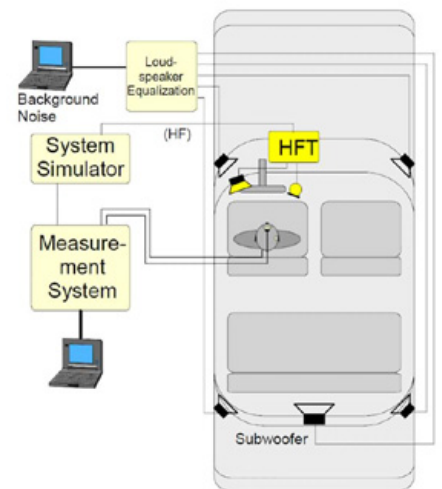 Loud-
speaker
Equalization
Background
Noise
(HF)
System
Simulator
HFT
Measure-
ment
System
Subwoofer